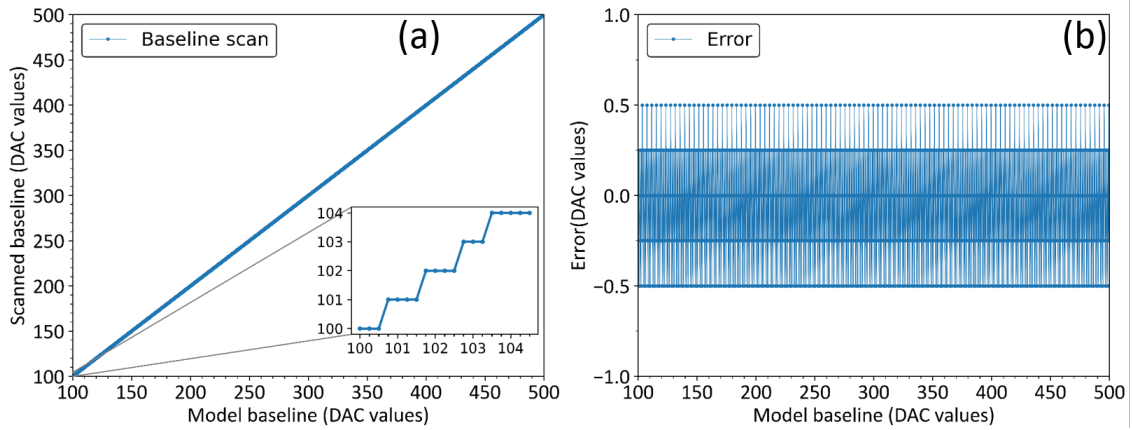 Scanned baseline (DAC values)
500
450
400
350
300
250
200
150
100
Baseline scan
(a)
104
103
102
101
100
100 101 102 103 104
100 150 200 250 300 350 400 450 500
Model baseline (DAC values)
Error(DAC values)
1.0
0.5
0.0
−0.5
−1.0
Error
(b)
100 150 200 250 300 350 400 450 500
Model baseline (DAC values)